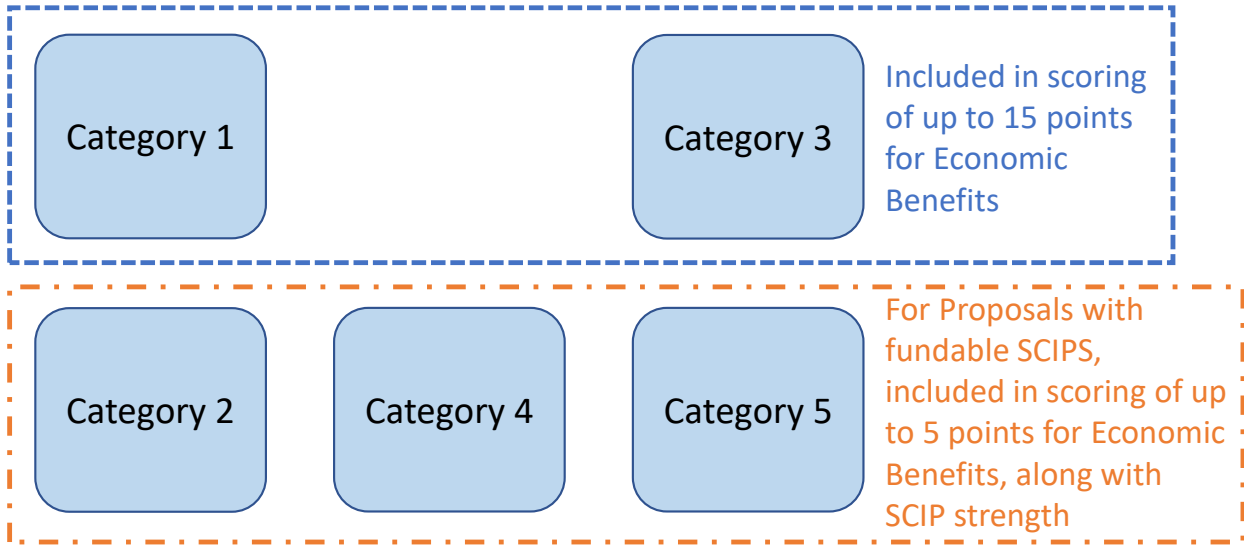 Category 1
Category 3
Included in scoring
of up to 15 points
for Economic
Benefits
Category 2
Category 4
Category 5
For Proposals with
fundable SCIPS,
included in scoring of up
to 5 points for Economic
Benefits, along with
SCIP strength